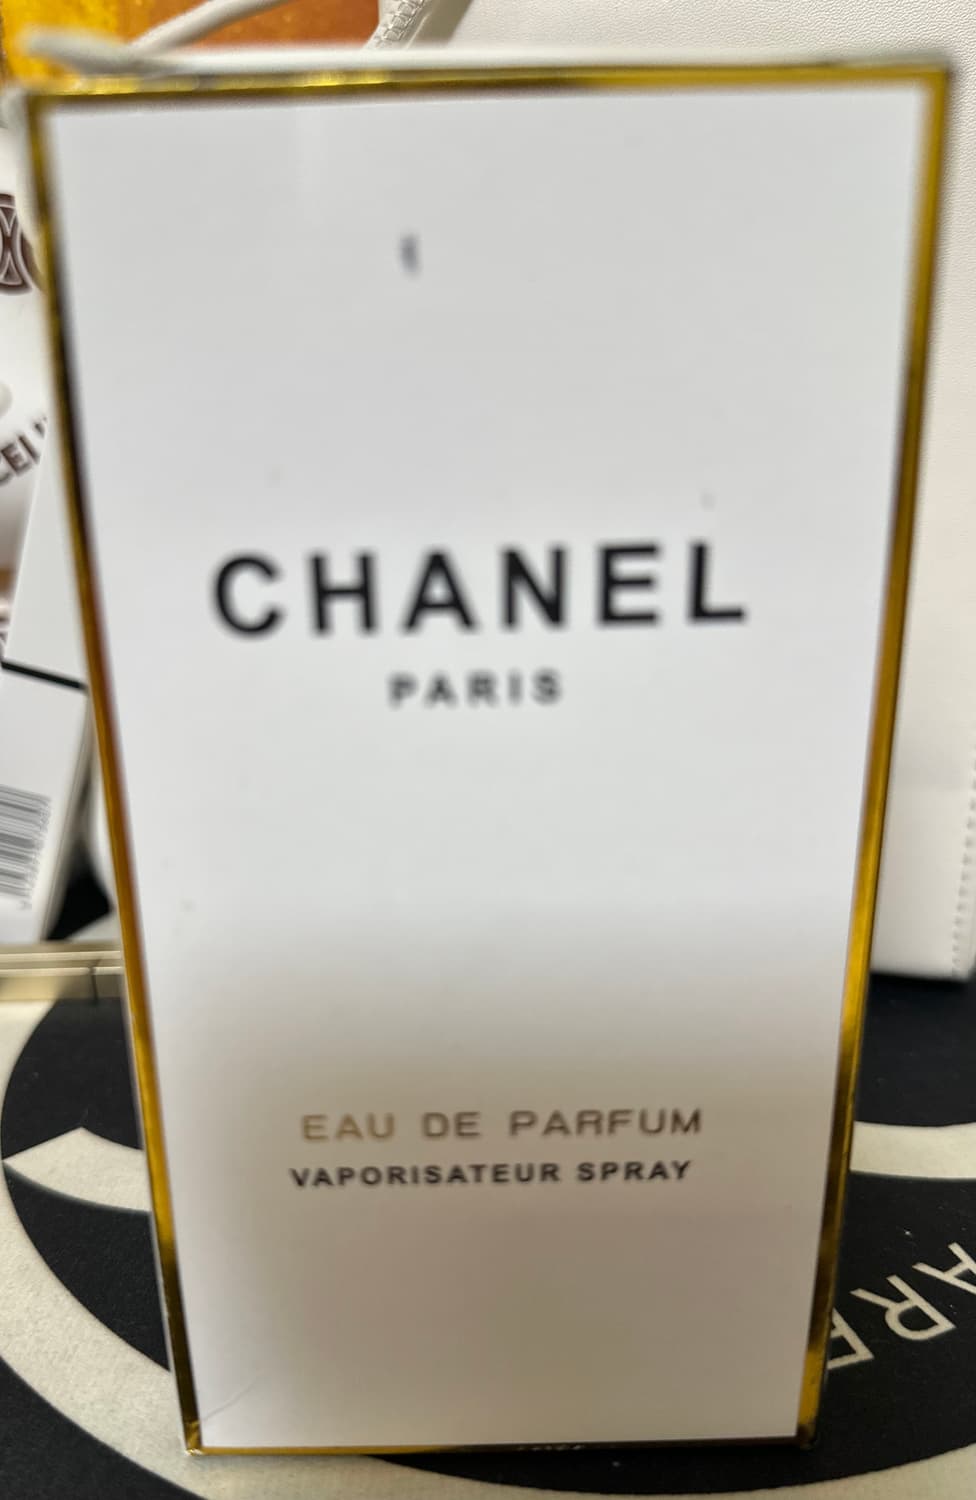 CHANEL
PARIS
EAU DE PARFUM
VAPORISATEUR SPRAY